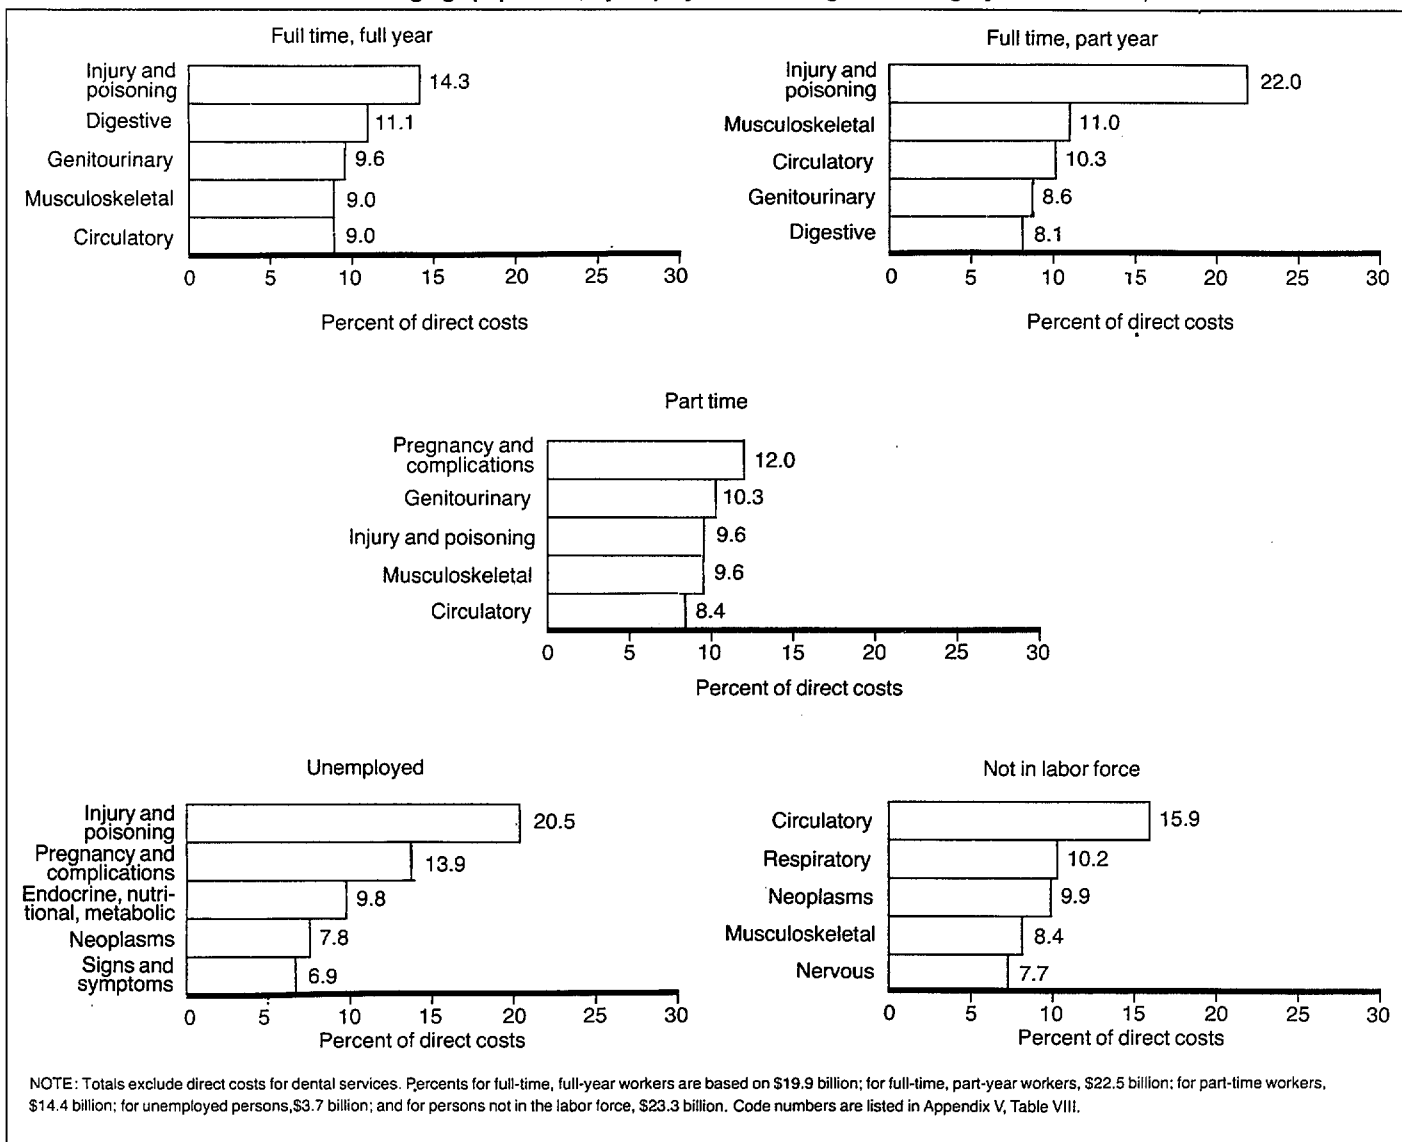 Full time, full year
Injury and
poisoning
14.3
Digestive
11.1
Genitourinary
9.6
Musculoskeletal
9.0
Circulatory
9.0
0 5 10 15 20 25 30
Percent of direct costs
Full time, part year
Injury and
poisoning
22.0
Musculoskeletal
11.0
Circulatory
10.3
Genitourinary
8.6
Digestive
8.1
0 5 10 15 20 25 30
Percent of direct costs
Part time
Pregnancy and
complications
12.0
Genitourinary
10.3
Injury and poisoning
9.6
Musculoskeletal
9.6
Circulatory
8.4
0 5 10 15 20 25 30
Percent of direct costs
Unemployed
Injury and
poisoning
20.5
Pregnancy and
complications
13.9
Endocrine, nutri-
tional, metabolic
9.8
Neoplasms
7.8
Signs and
symptoms
6.9
0 5 10 15 20 25 30
Percent of direct costs
Not in labor force
Circulatory
15.9
Respiratory
10.2
Neoplasms
9.9
Musculoskeletal
8.4
Nervous
7.7
0 5 10 15 20 25 30
Percent of direct costs
NOTE: Totals exclude direct costs for dental services. Percents for full-time, full-year workers are based on $19.9 billion; for full-time, part-year workers, $22.5 billion; for part-time workers,
$14.4 billion; for unemployed persons,$3.7 billion; and for persons not in the labor force, $23.3 billion. Code numbers are listed in Appendix V, Table VIII.